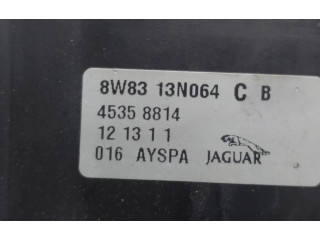 8W83 13N064 C B
4535 8814
12 13 1 1
016 AYSPA JAGUAR